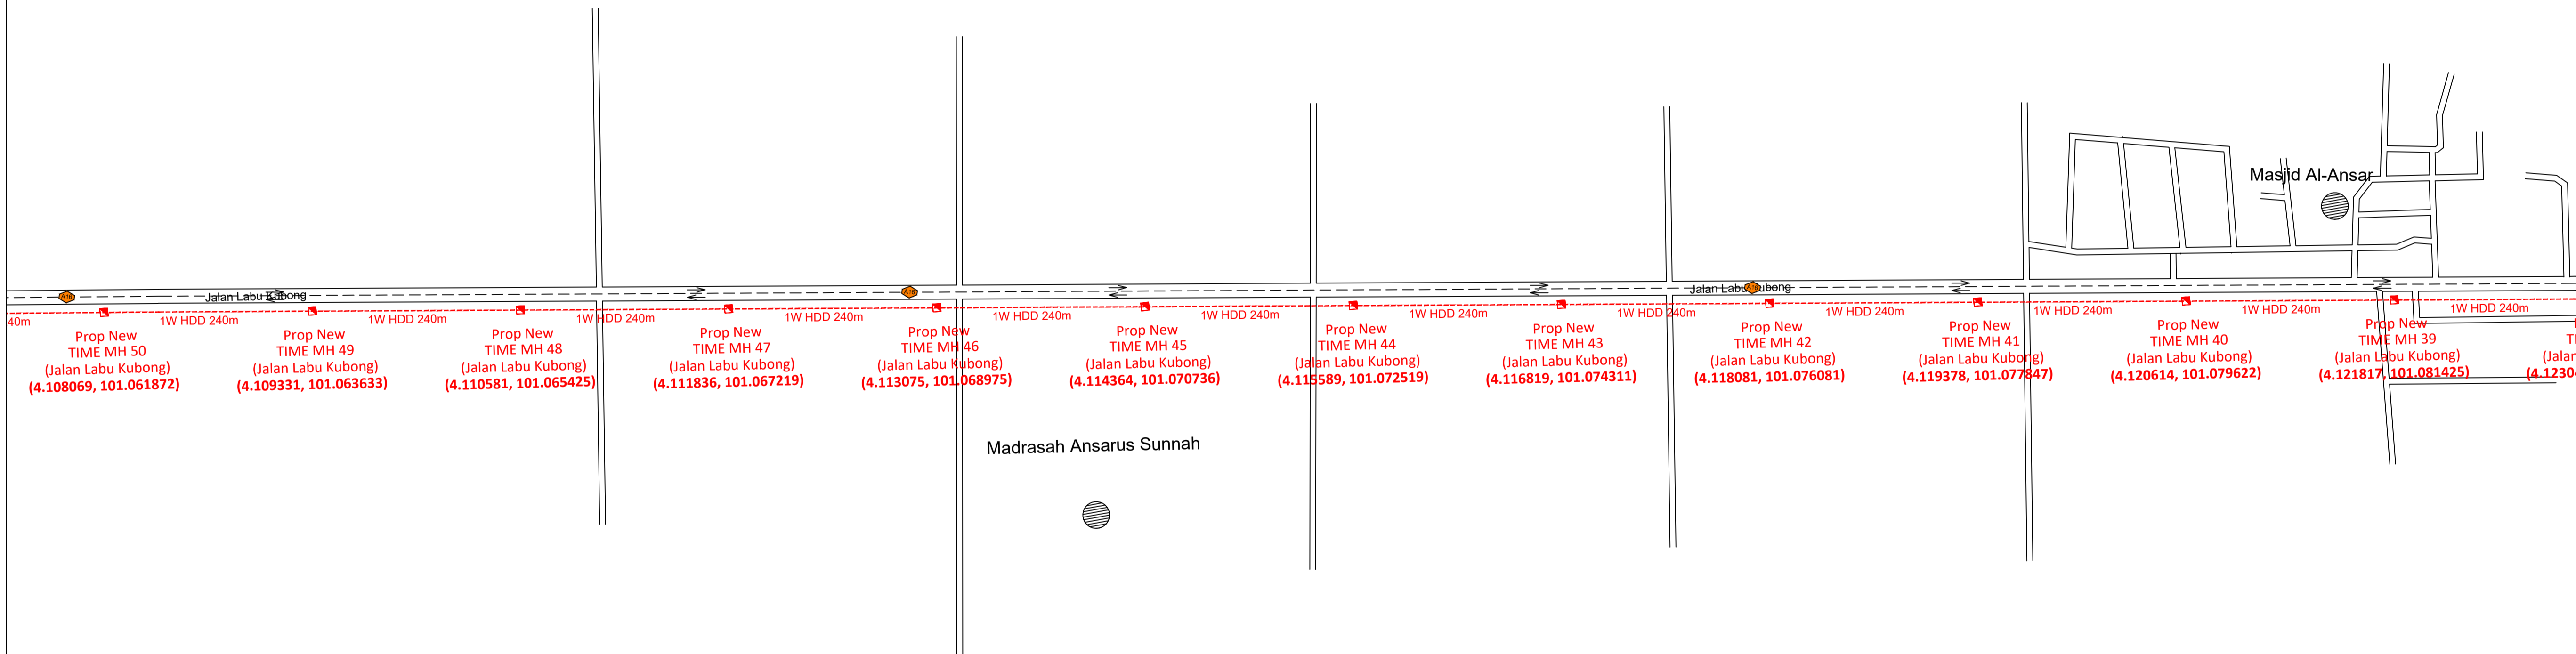 Masjid Al-Ansar
A18
Jalan Labu Kubong
A18
Jalan Labu Kubong
40m
1W HDD 240m
1W HDD 240m
1W HDD 240m
1W HDD 240m
1W HDD 240m
1W HDD 240m
1W HDD 240m
1W HDD 240m
1W HDD 240m
1W HDD 240m
1W HDD 240m
1W HDD 240m
Prop New
TIME MH 50
(Jalan Labu Kubong)
(4.108069, 101.061872)
Prop New
TIME MH 49
(Jalan Labu Kubong)
(4.109331, 101.063633)
Prop New
TIME MH 48
(Jalan Labu Kubong)
(4.110581, 101.065425)
Prop New
TIME MH 47
(Jalan Labu Kubong)
(4.111836, 101.067219)
Prop New
TIME MH 46
(Jalan Labu Kubong)
(4.113075, 101.068975)
Prop New
TIME MH 45
(Jalan Labu Kubong)
(4.114364, 101.070736)
Prop New
TIME MH 44
(Jalan Labu Kubong)
(4.115589, 101.072519)
Prop New
TIME MH 43
(Jalan Labu Kubong)
(4.116819, 101.074311)
Prop New
TIME MH 42
(Jalan Labu Kubong)
(4.118081, 101.076081)
Prop New
TIME MH 41
(Jalan Labu Kubong)
(4.119378, 101.077847)
Prop New
TIME MH 40
(Jalan Labu Kubong)
(4.120614, 101.079622)
Prop New
TIME MH 39
(Jalan Labu Kubong)
(4.121817, 101.081425)
Madrasah Ansarus Sunnah